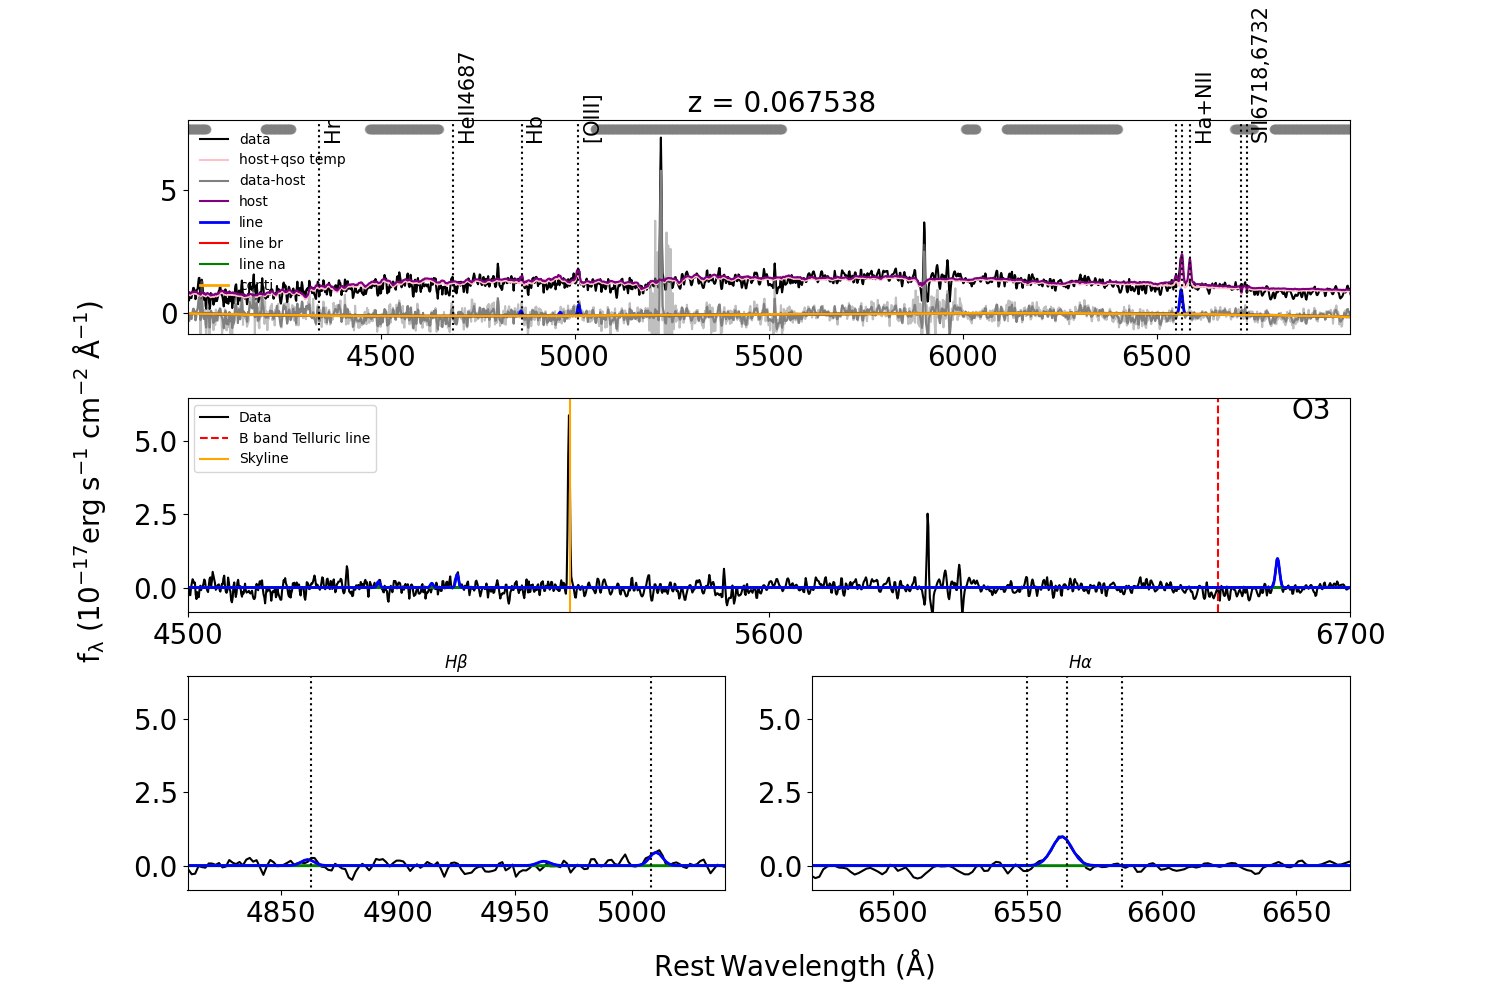 z = 0.067538
Hr
HeII4687
Hb
[OIII]
Ha+NII
SII6718,6732
data
host+qso temp
data-host
host
line
line br
line na
conti
5
0
4500 5000 5500 6000 6500
f_λ (10^−17 erg s^−1 cm^−2 Å^−1)
O3
Data
B band Telluric line
Skyline
5.0
2.5
0.0
4500 5600 6700
Hβ
5.0
2.5
0.0
4850 4900 4950 5000
Hα
5.0
2.5
0.0
6500 6550 6600 6650
Rest Wavelength (Å)